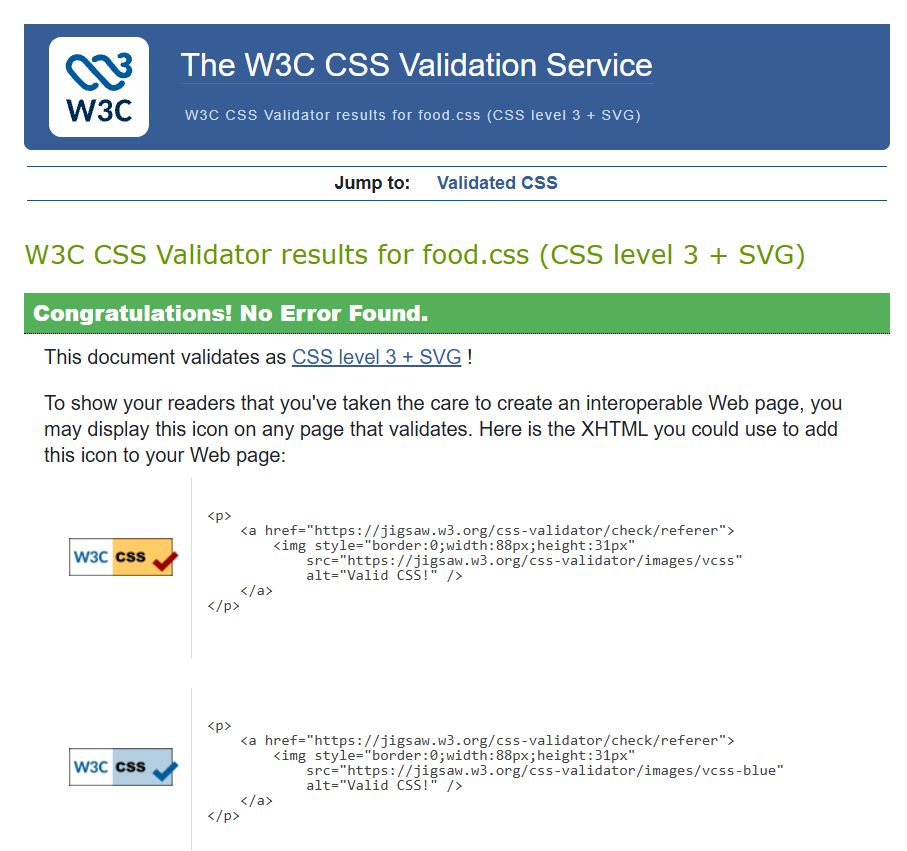 W3C
The W3C CSS Validation Service
W3C CSS Validator results for food.css (CSS level 3 + SVG)
Jump to: Validated CSS
W3C CSS Validator results for food.css (CSS level 3 + SVG)
Congratulations! No Error Found.
This document validates as CSS level 3 + SVG !
To show your readers that you've taken the care to create an interoperable Web page, you
may display this icon on any page that validates. Here is the XHTML you could use to add
this icon to your Web page:
W3C css
<p>
    <a href="https://jigsaw.w3.org/css-validator/check/referer">
        <img style="border:0;width:88px;height:31px"
            src="https://jigsaw.w3.org/css-validator/images/vcss"
            alt="Valid CSS!" />
    </a>
</p>
W3C css
<p>
    <a href="https://jigsaw.w3.org/css-validator/check/referer">
        <img style="border:0;width:88px;height:31px"
            src="https://jigsaw.w3.org/css-validator/images/vcss-blue"
            alt="Valid CSS!" />
    </a>
</p>